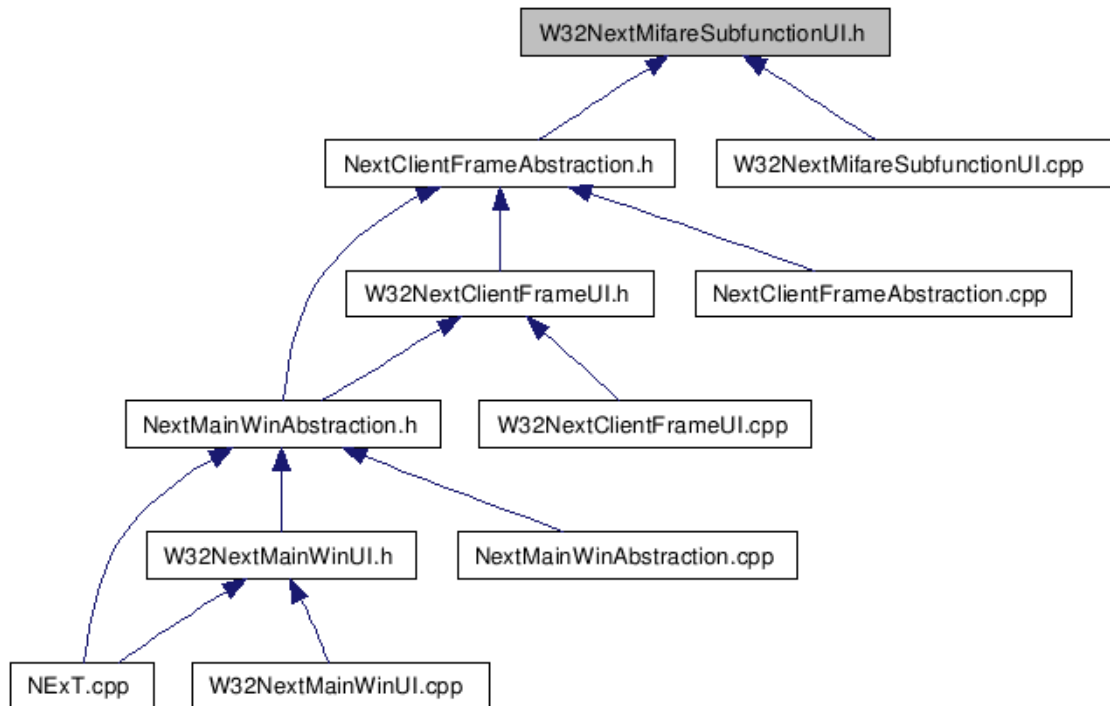 W32NextMifareSubfunctionUI.h
NextClientFrameAbstraction.h
W32NextMifareSubfunctionUI.cpp
W32NextClientFrameUI.h
NextClientFrameAbstraction.cpp
NextMainWinAbstraction.h
W32NextClientFrameUI.cpp
W32NextMainWinUI.h
NextMainWinAbstraction.cpp
NExT.cpp
W32NextMainWinUI.cpp